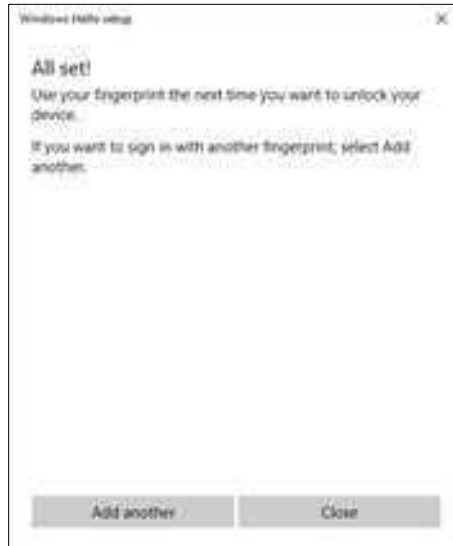 Windows Hello setup
All set!
Use your fingerprint the next time you want to unlock your
device.
If you want to sign in with another fingerprint, select Add
another.
Add another
Close